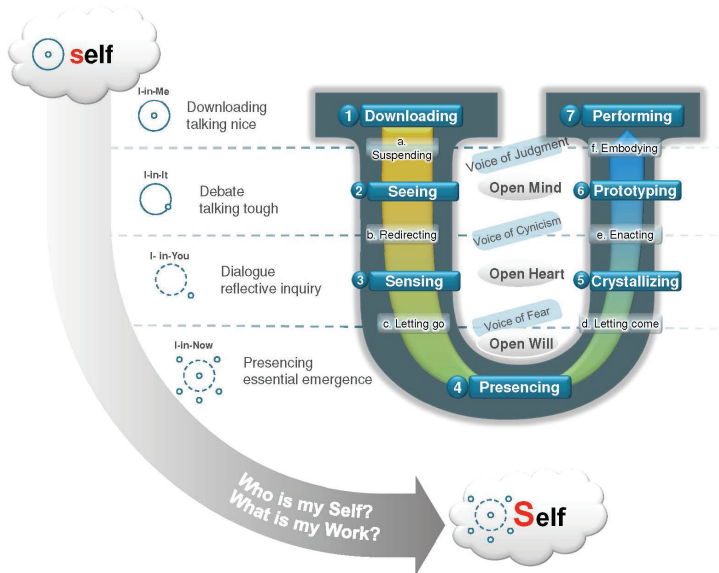 self
I-in-Me
Downloading
talking nice
I-in-It
Debate
talking tough
I- in-You
Dialogue
reflective inquiry
I-in-Now
Presencing
essential emergence
1 Downloading
a.
Suspending
2 Seeing
b. Redirecting
3 Sensing
c. Letting go
4 Presencing
Voice of Judgment
Open Mind
Voice of Cynicism
Open Heart
Voice of Fear
Open Will
7 Performing
f. Embodying
6 Prototyping
e. Enacting
5 Crystallizing
d. Letting come
Who is my Self?
What is my Work?
Self